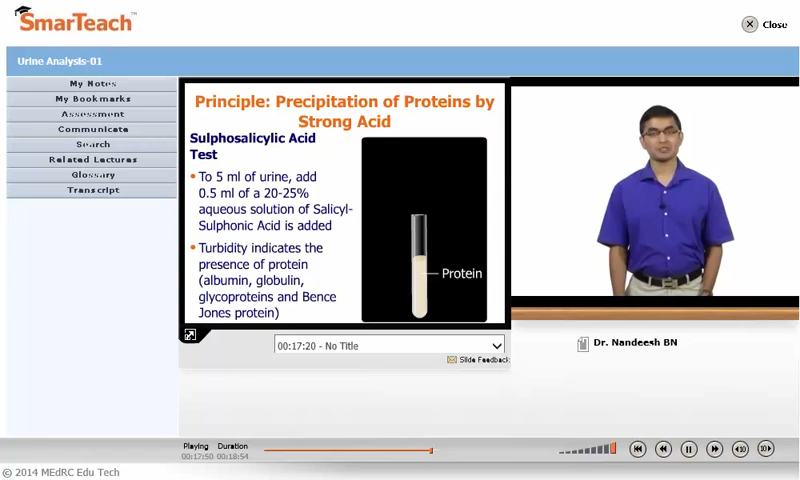 SmarTeach™
Close
Urine Analysis-01
My Notes
My Bookmarks
Assessment
Communicate
Search
Related Lectures
Glossary
Transcript
Principle: Precipitation of Proteins by
Strong Acid
Sulphosalicylic Acid
Test
• To 5 ml of urine, add
0.5 ml of a 20-25%
aqueous solution of Salicyl-
Sulphonic Acid is added
• Turbidity indicates the
presence of protein
(albumin, globulin,
glycoproteins and Bence
Jones protein)
Protein
00:17:20 - No Title
Slide Feedback
Dr. Nandeesh BN
Playing Duration
00:17:50 00:18:54
10 10
© 2014 MEdRC Edu Tech